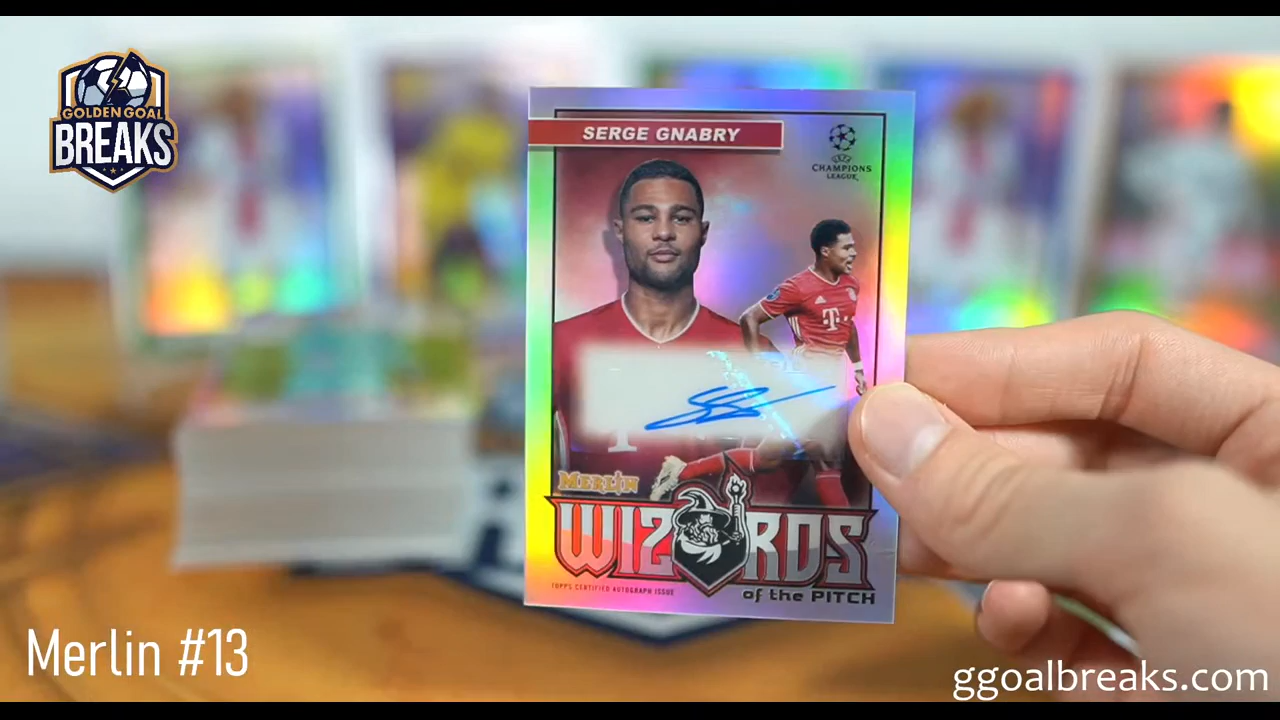 GOLDEN GOAL
BREAKS
SERGE GNABRY
UEFA
CHAMPIONS
LEAGUE
T
MERLIN
WIZARDS
of the PITCH
TOPPS CERTIFIED AUTOGRAPH ISSUE
Merlin #13
ggoalbreaks.com